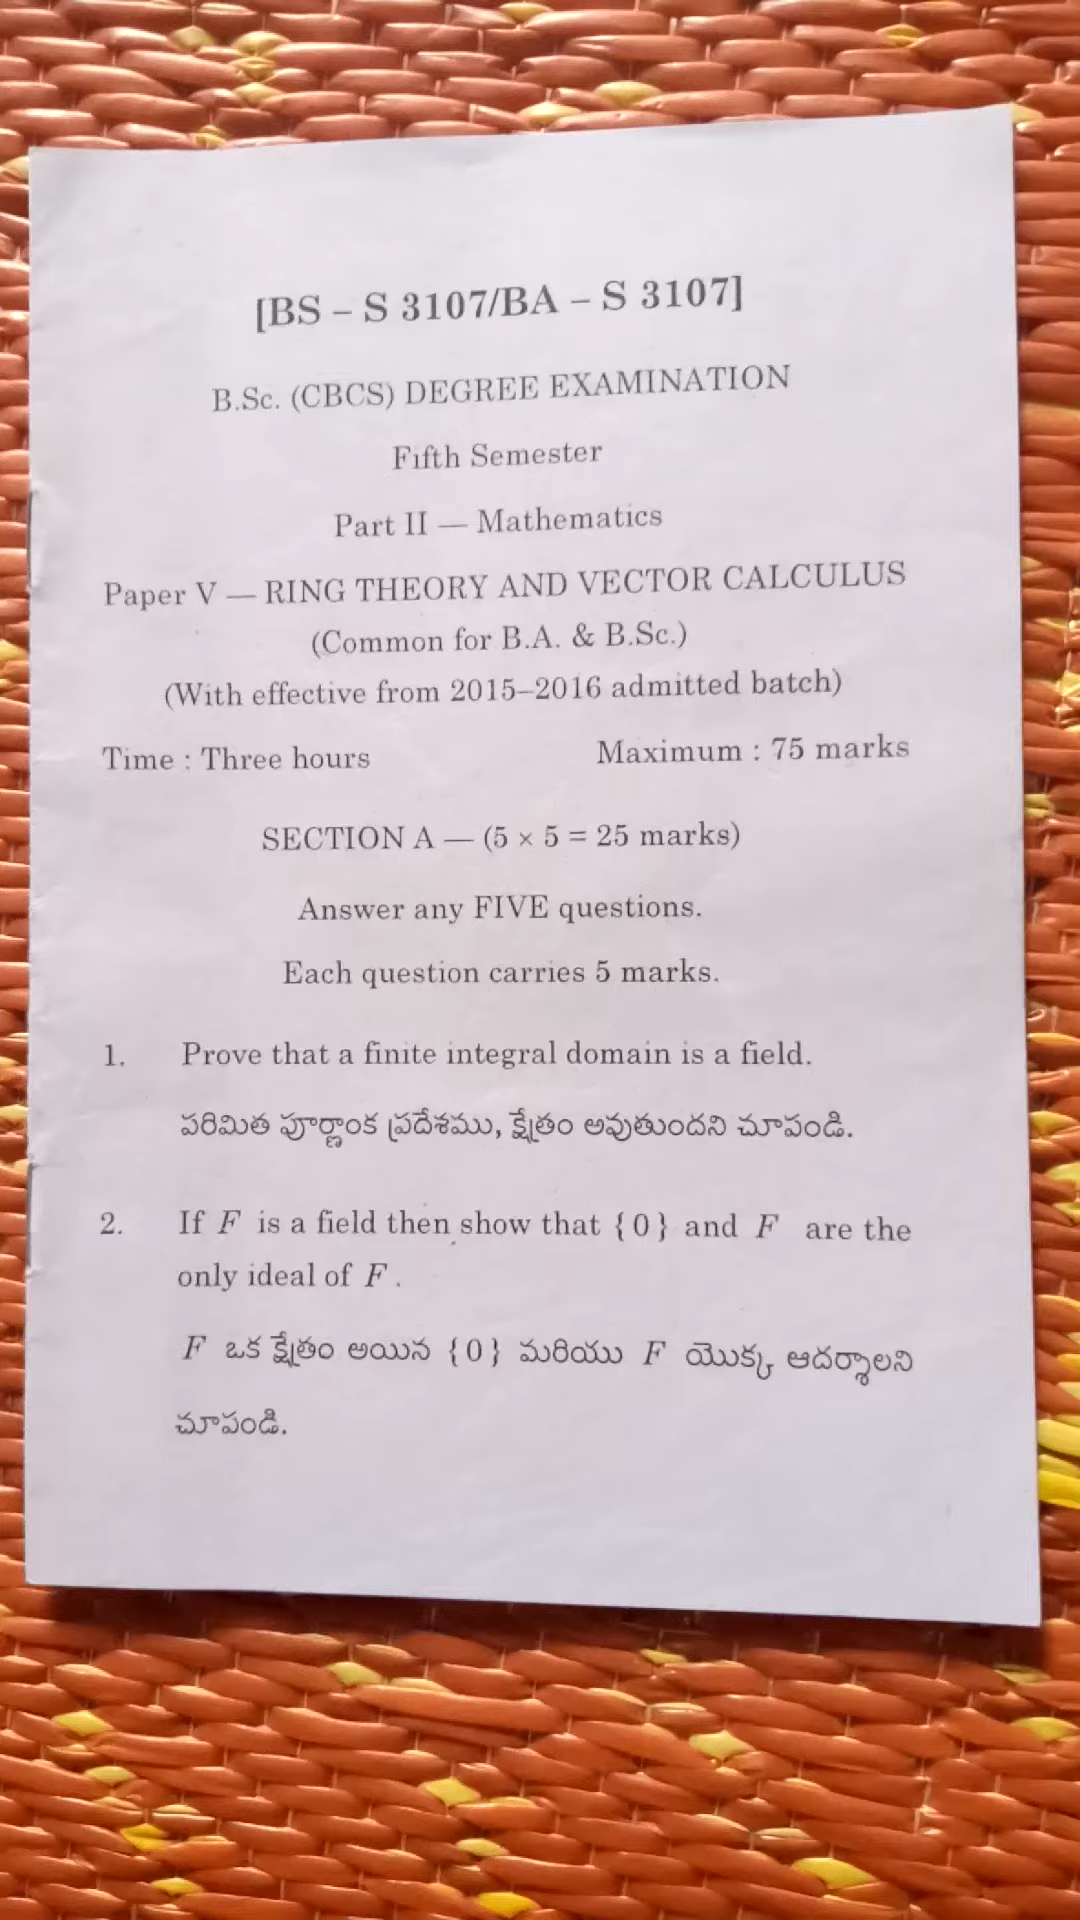 [BS – S 3107/BA – S 3107]
B.Sc. (CBCS) DEGREE EXAMINATION
Fifth Semester
Part II — Mathematics
Paper V — RING THEORY AND VECTOR CALCULUS
(Common for B.A. & B.Sc.)
(With effective from 2015–2016 admitted batch)
Time : Three hours Maximum : 75 marks
SECTION A — (5 × 5 = 25 marks)
Answer any FIVE questions.
Each question carries 5 marks.
1. Prove that a finite integral domain is a field.
పరిమిత పూర్ణాంక ప్రదేశము, క్షేత్రం అవుతుందని చూపండి.
2. If F is a field then show that {0} and F are the
only ideal of F.
F ఒక క్షేత్రం అయిన {0} మరియు F యొక్క ఆదర్శాలని
చూపండి.